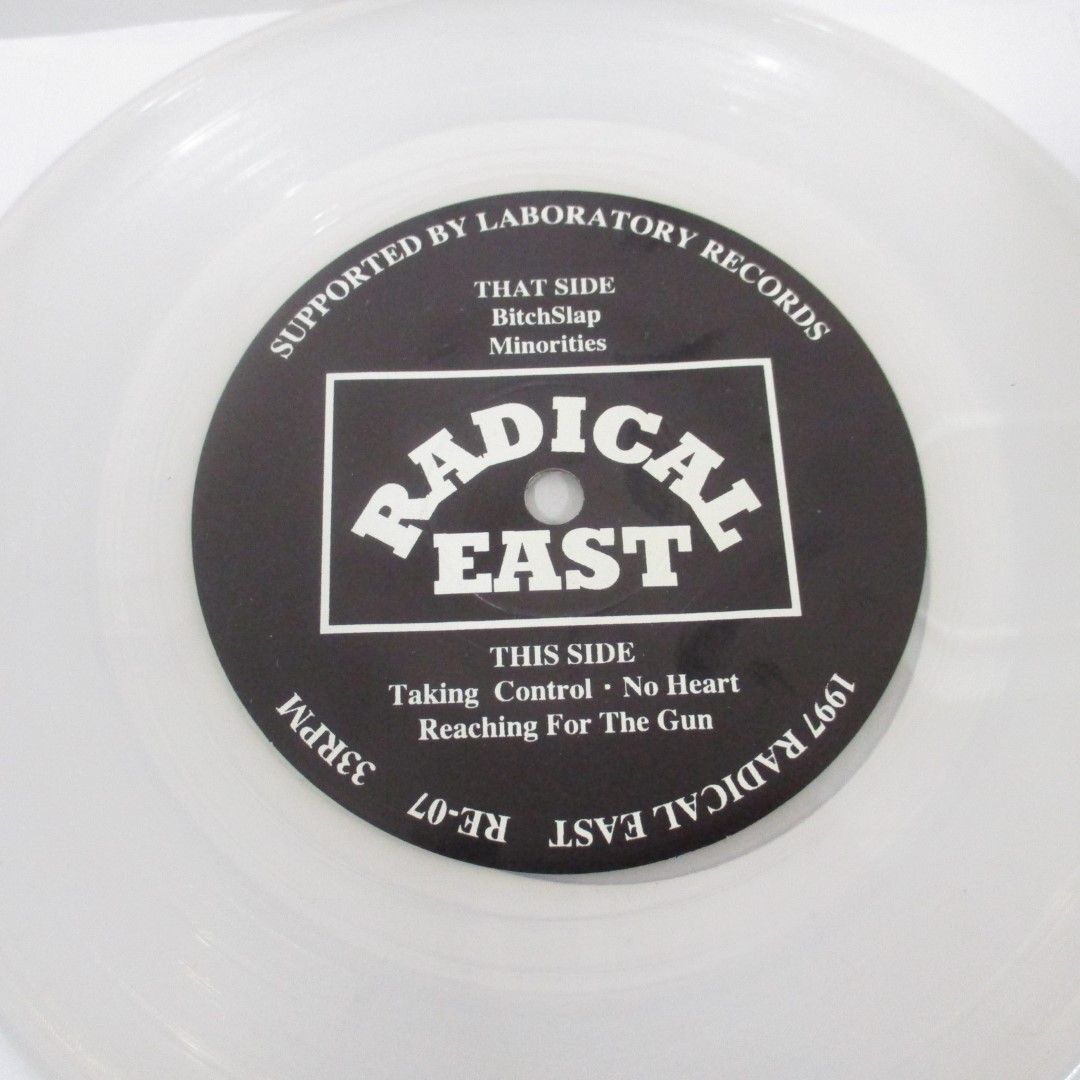 SUPPORTED BY LABORATORY RECORDS
THAT SIDE
BitchSlap
Minorities
RADICAL
EAST
THIS SIDE
Taking Control · No Heart
Reaching For The Gun
1997 RADICAL EAST RE-07 33RPM